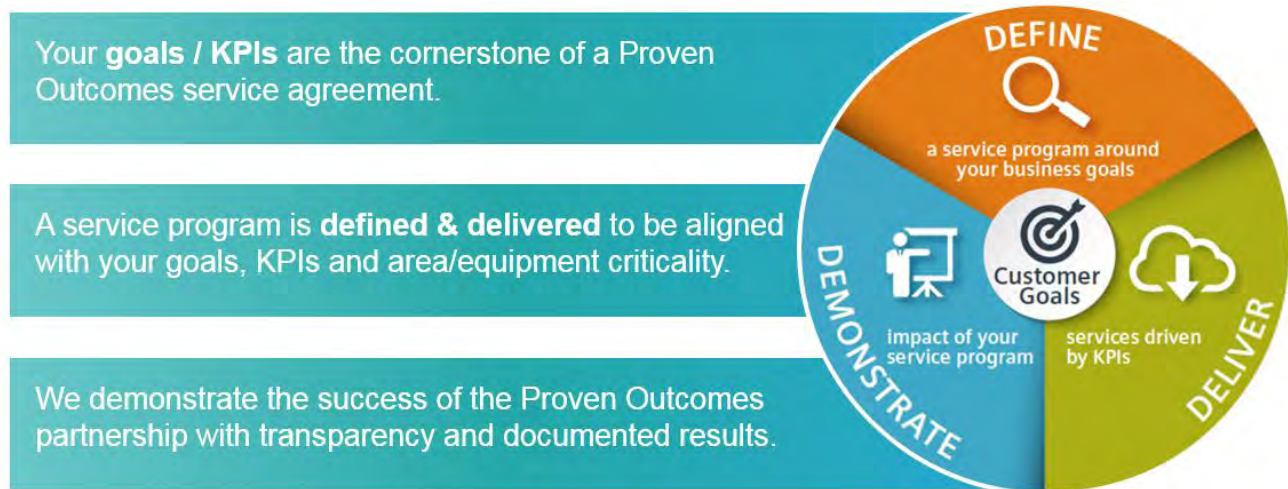 Your goals / KPIs are the cornerstone of a Proven
Outcomes service agreement.
A service program is defined & delivered to be aligned
with your goals, KPIs and area/equipment criticality.
We demonstrate the success of the Proven Outcomes
partnership with transparency and documented results.
DEFINE
a service program around
your business goals
Customer
Goals
DEMONSTRATE
impact of your
service program
services driven
by KPIs
DELIVER